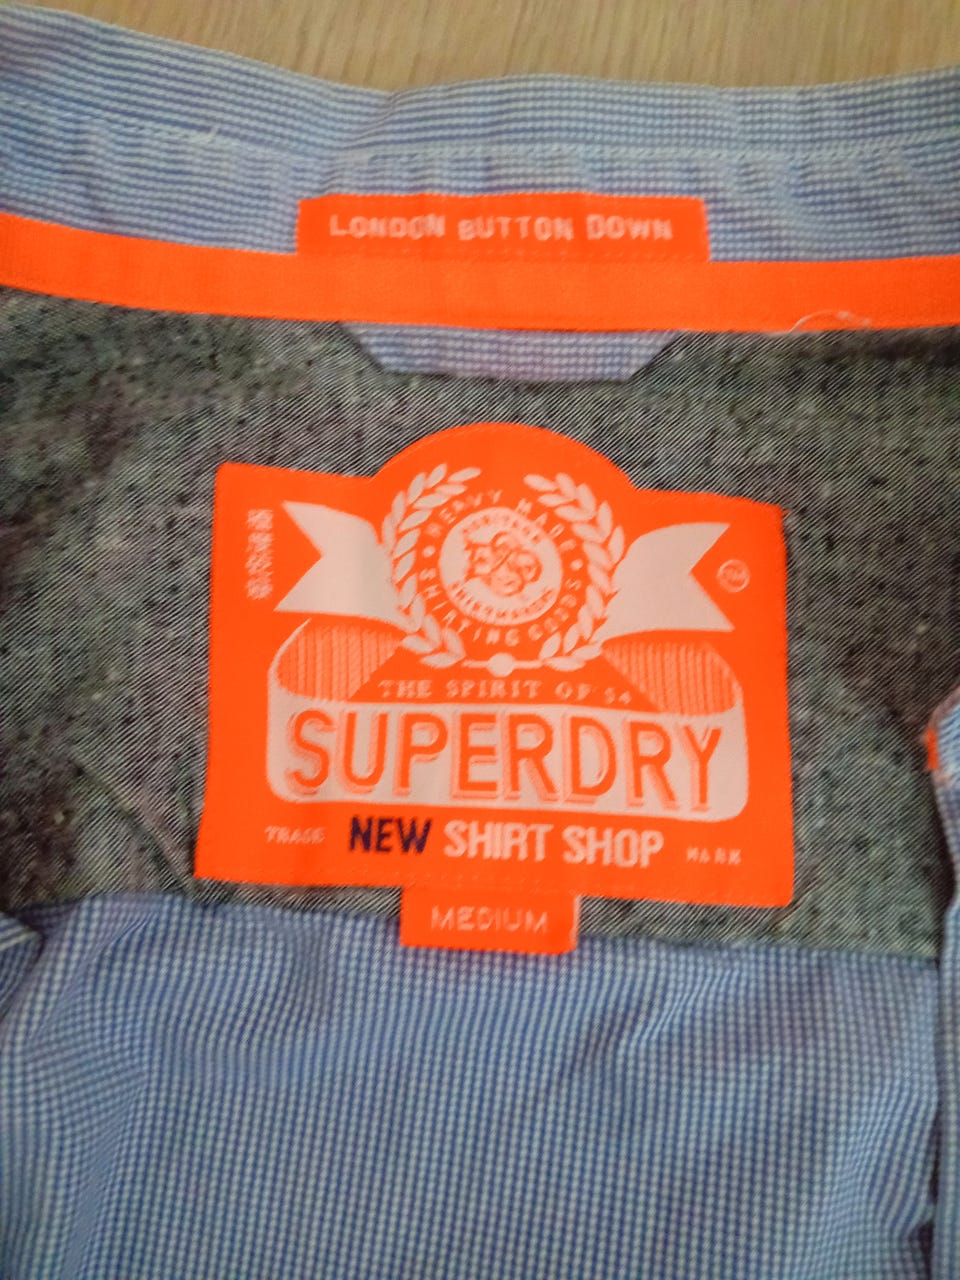 LONDON BUTTON DOWN
HEAVY MADE
SHIRTING GOODS
THE SPIRIT OF '54
SUPERDRY
TRADE NEW SHIRT SHOP MARK
MEDIUM